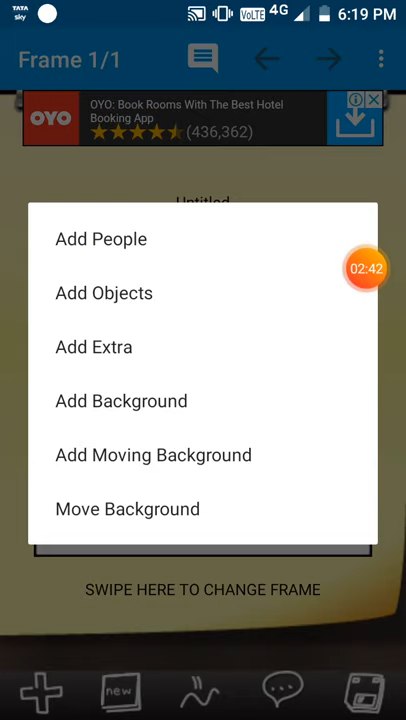 TATA
sky
VoLTE
4G
6:19 PM
Frame 1/1
OYO
OYO: Book Rooms With The Best Hotel
Booking App
(436,362)
Untitled
Add People
02:42
Add Objects
Add Extra
Add Background
Add Moving Background
Move Background
SWIPE HERE TO CHANGE FRAME
new